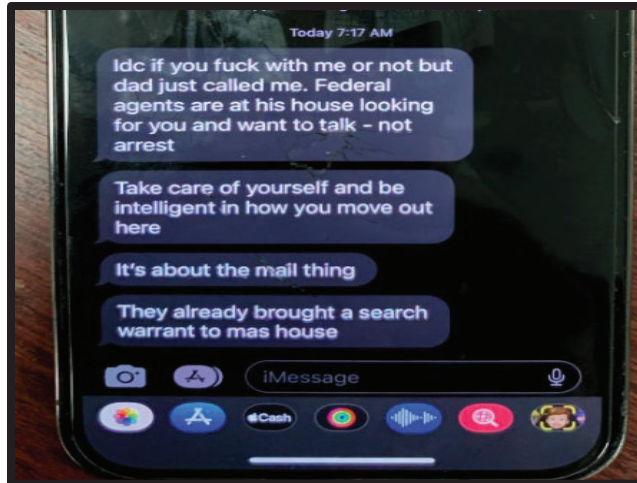 Today 7:17 AM
Idc if you fuck with me or not but
dad just called me. Federal
agents are at his house looking
for you and want to talk - not
arrest
Take care of yourself and be
intelligent in how you move out
here
It's about the mail thing
They already brought a search
warrant to mas house
iMessage
Cash